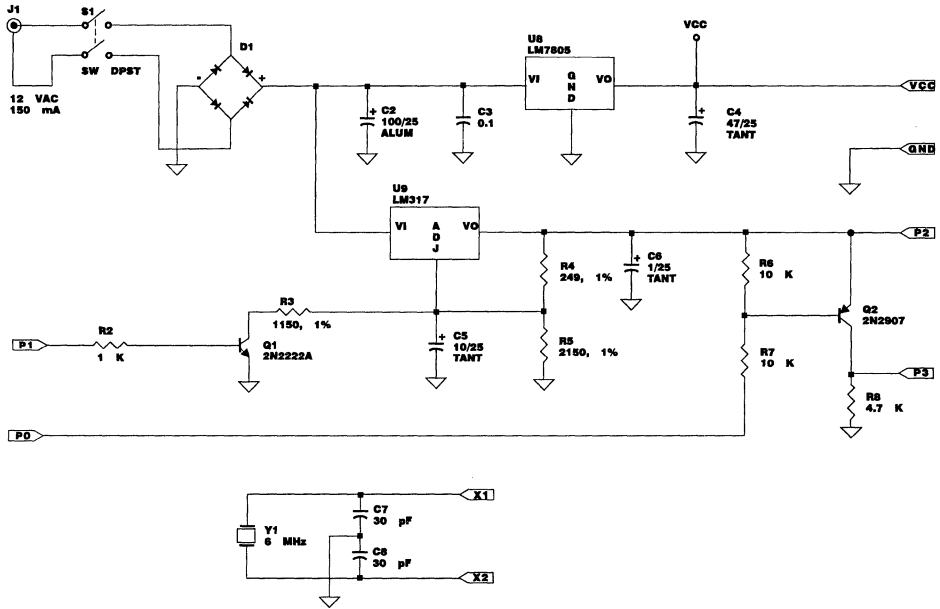 J1
S1
SW DPST
12 VAC
150 mA
D1
-
+
U8
LM7805
VI
GND
VO
VCC
VCC
+
C2
100/25
ALUM
C3
0.1
+
C4
47/25
TANT
GND
U9
LM317
VI
ADJ
VO
P2
R4
249, 1%
+
C6
1/25
TANT
R6
10 K
Q2
2N2907
R3
1150, 1%
R2
1 K
P1
Q1
2N2222A
+
C5
10/25
TANT
R5
2150, 1%
R7
10 K
P3
R8
4.7 K
P0
X1
C7
30 pF
Y1
6 MHz
C8
30 pF
X2